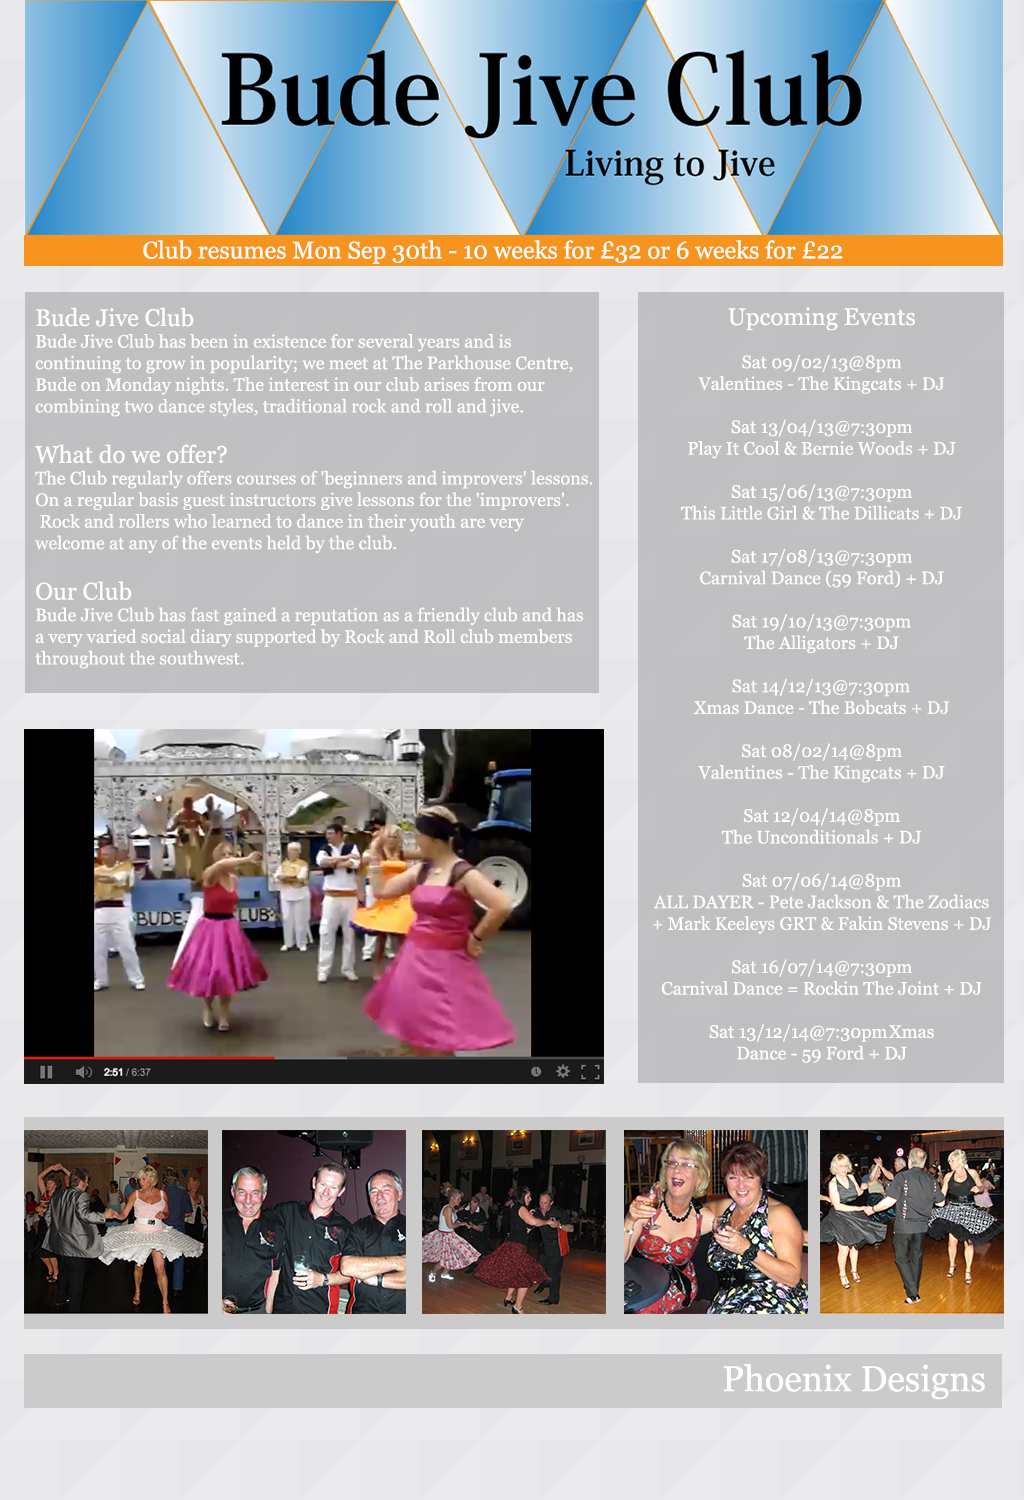 Bude Jive Club
Living to Jive
Club resumes Mon Sep 30th - 10 weeks for £32 or 6 weeks for £22
Bude Jive Club
Bude Jive Club has been in existence for several years and is
continuing to grow in popularity; we meet at The Parkhouse Centre,
Bude on Monday nights. The interest in our club arises from our
combining two dance styles, traditional rock and roll and jive.
What do we offer?
The Club regularly offers courses of 'beginners and improvers' lessons.
On a regular basis guest instructors give lessons for the 'improvers'.
Rock and rollers who learned to dance in their youth are very
welcome at any of the events held by the club.
Our Club
Bude Jive Club has fast gained a reputation as a friendly club and has
a very varied social diary supported by Rock and Roll club members
throughout the southwest.
BUDE
CLUB
2:51 / 6:37
Upcoming Events
Sat 09/02/13@8pm
Valentines - The Kingcats + DJ
Sat 13/04/13@7:30pm
Play It Cool & Bernie Woods + DJ
Sat 15/06/13@7:30pm
This Little Girl & The Dillicats + DJ
Sat 17/08/13@7:30pm
Carnival Dance (59 Ford) + DJ
Sat 19/10/13@7:30pm
The Alligators + DJ
Sat 14/12/13@7:30pm
Xmas Dance - The Bobcats + DJ
Sat 08/02/14@8pm
Valentines - The Kingcats + DJ
Sat 12/04/14@8pm
The Unconditionals + DJ
Sat 07/06/14@8pm
ALL DAYER - Pete Jackson & The Zodiacs
+ Mark Keeleys GRT & Fakin Stevens + DJ
Sat 16/07/14@7:30pm
Carnival Dance = Rockin The Joint + DJ
Sat 13/12/14@7:30pmXmas
Dance - 59 Ford + DJ
Phoenix Designs